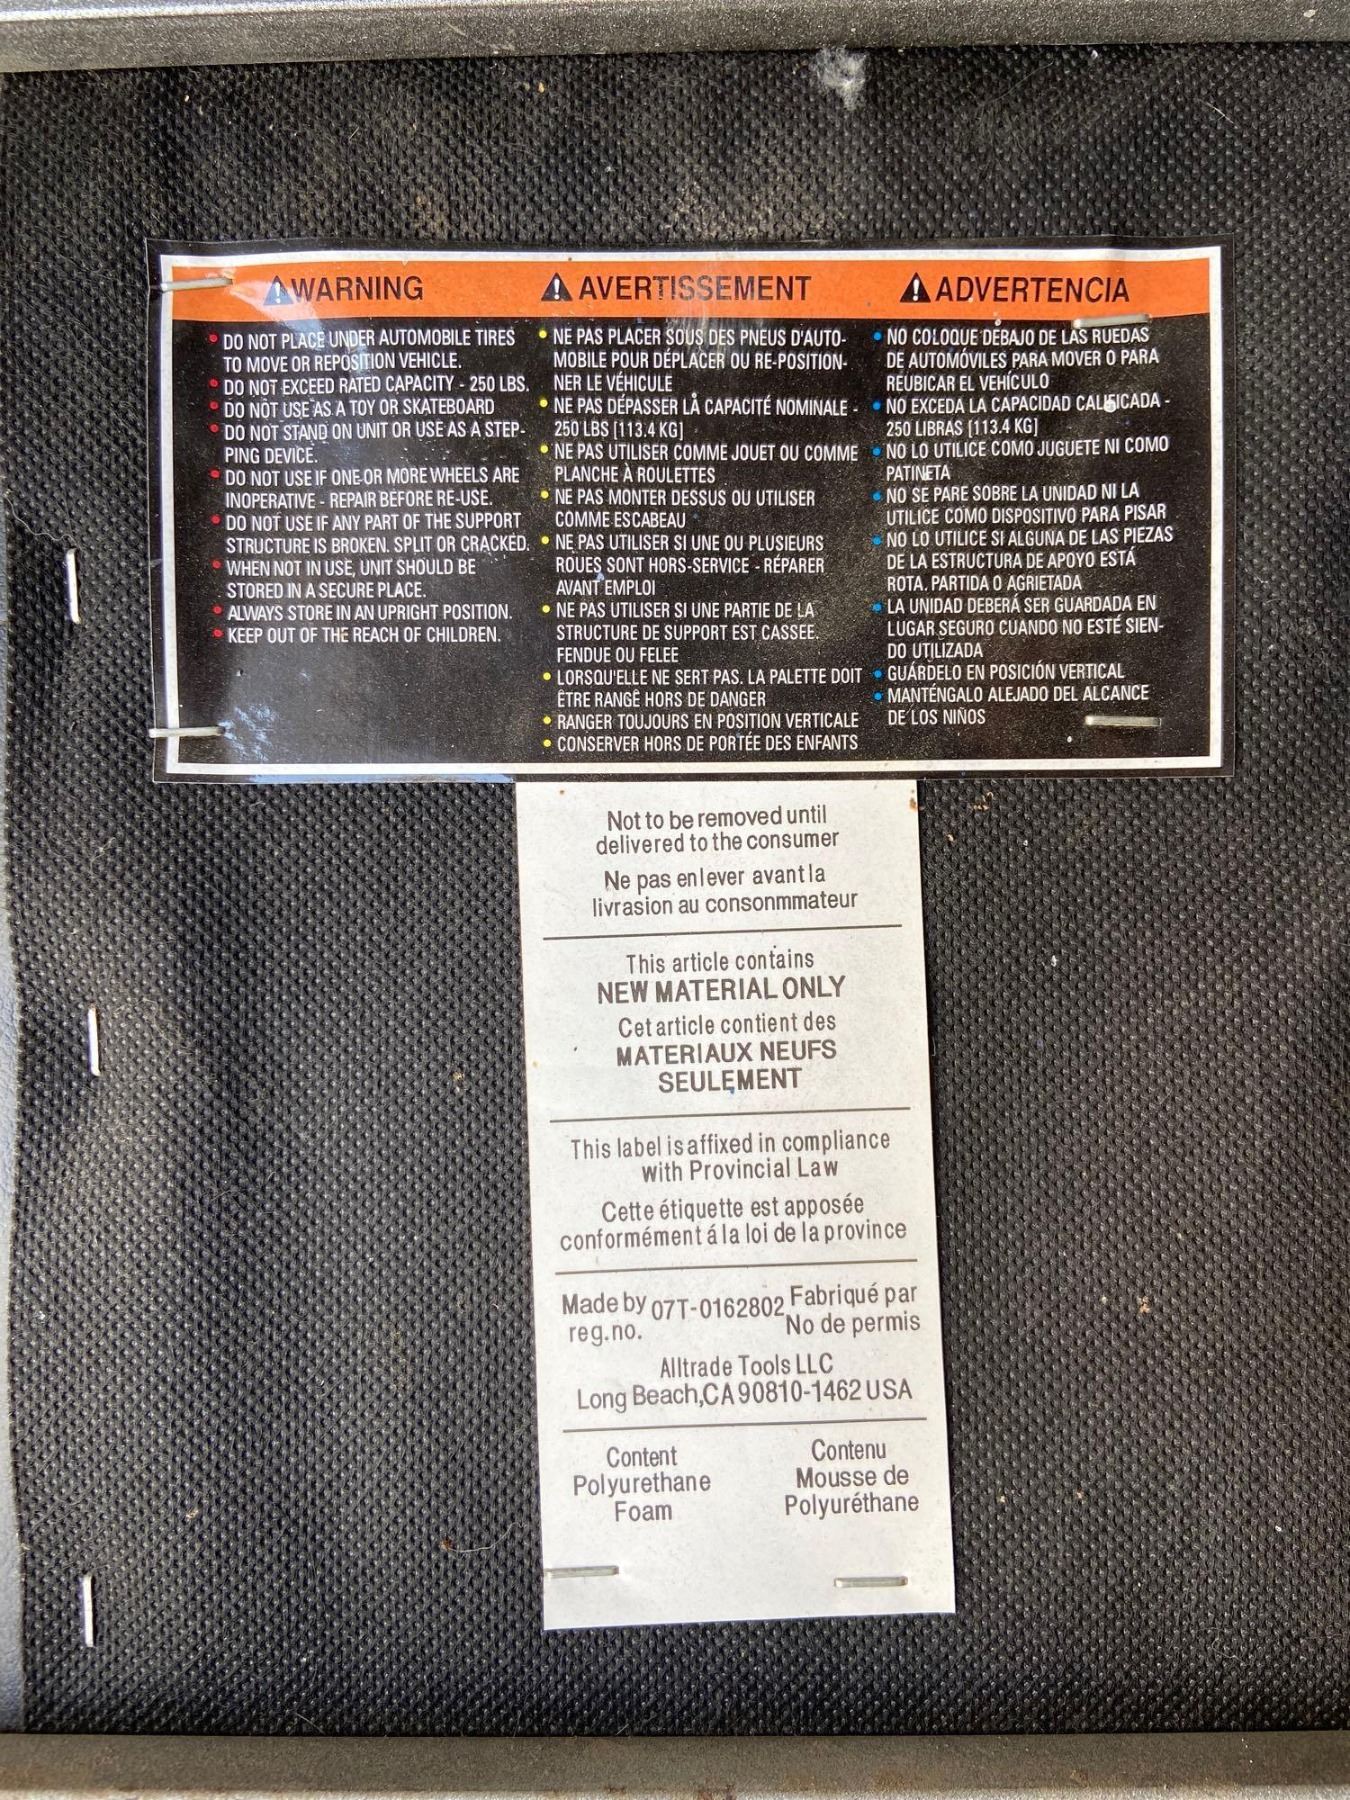 WARNING
DO NOT PLACE UNDER AUTOMOBILE TIRES
TO MOVE OR REPOSITION VEHICLE.
DO NOT EXCEED RATED CAPACITY - 250 LBS.
DO NOT USE AS A TOY OR SKATEBOARD
DO NOT STAND ON UNIT OR USE AS A STEP-
PING DEVICE.
DO NOT USE IF ONE OR MORE WHEELS ARE
INOPERATIVE - REPAIR BEFORE RE-USE.
DO NOT USE IF ANY PART OF THE SUPPORT
STRUCTURE IS BROKEN. SPLIT OR CRACKED.
WHEN NOT IN USE, UNIT SHOULD BE
STORED IN A SECURE PLACE.
ALWAYS STORE IN AN UPRIGHT POSITION.
KEEP OUT OF THE REACH OF CHILDREN.
AVERTISSEMENT
NE PAS PLACER SOUS DES PNEUS D'AUTO-
MOBILE POUR DÉPLACER OU RE-POSITION-
NER LE VÉHICULE
NE PAS DÉPASSER LÀ CAPACITÉ NOMINALE -
250 LBS [113.4 KG]
NE PAS UTILISER COMME JOUET OU COMME
PLANCHE À ROULETTES
NE PAS MONTER DESSUS OU UTILISER
COMME ESCABEAU
NE PAS UTILISER SI UNE OU PLUSIEURS
ROUES SONT HORS-SERVICE - RÉPARER
AVANT EMPLOI
NE PAS UTILISER SI UNE PARTIE DE LA
STRUCTURE DE SUPPORT EST CASSEE.
FENDUE OU FELEE
LORSQU'ELLE NE SERT PAS. LA PALETTE DOIT
ÊTRE RANGÊ HORS DE DANGER
RANGER TOUJOURS EN POSITION VERTICALE
CONSERVER HORS DE PORTÉE DES ENFANTS
ADVERTENCIA
NO COLOQUE DEBAJO DE LAS RUEDAS
DE AUTOMÓVILES PARA MOVER O PARA
REUBICAR EL VEHÍCULO
NO EXCEDA LA CAPACIDAD CALIFICADA -
250 LIBRAS [113.4 KG]
NO LO UTILICE COMO JUGUETE NI COMO
PATINETA
NO SE PARE SOBRE LA UNIDAD NI LA
UTILICE COMO DISPOSITIVO PARA PISAR
NO LO UTILICE SI ALGUNA DE LAS PIEZAS
DE LA ESTRUCTURA DE APOYO ESTÁ
ROTA. PARTIDA O AGRIETADA
LA UNIDAD DEBERÁ SER GUARDADA EN
LUGAR SEGURO CUANDO NO ESTÉ SIEN-
DO UTILIZADA
GUÁRDELO EN POSICIÓN VERTICAL
MANTÉNGALO ALEJADO DEL ALCANCE
DE LOS NIÑOS
Not to be removed until
delivered to the consumer
Ne pas enlever avant la
livrasion au consonmmateur
This article contains
NEW MATERIAL ONLY
Cet article contient des
MATERIAUX NEUFS
SEULEMENT
This label is affixed in compliance
with Provincial Law
Cette étiquette est apposée
conformément á la loi de la province
Made by 07T-0162802 Fabriqué par
reg.no. No de permis
Alltrade Tools LLC
Long Beach,CA 90810-1462 USA
Content Contenu
Polyurethane Mousse de
Foam Polyuréthane